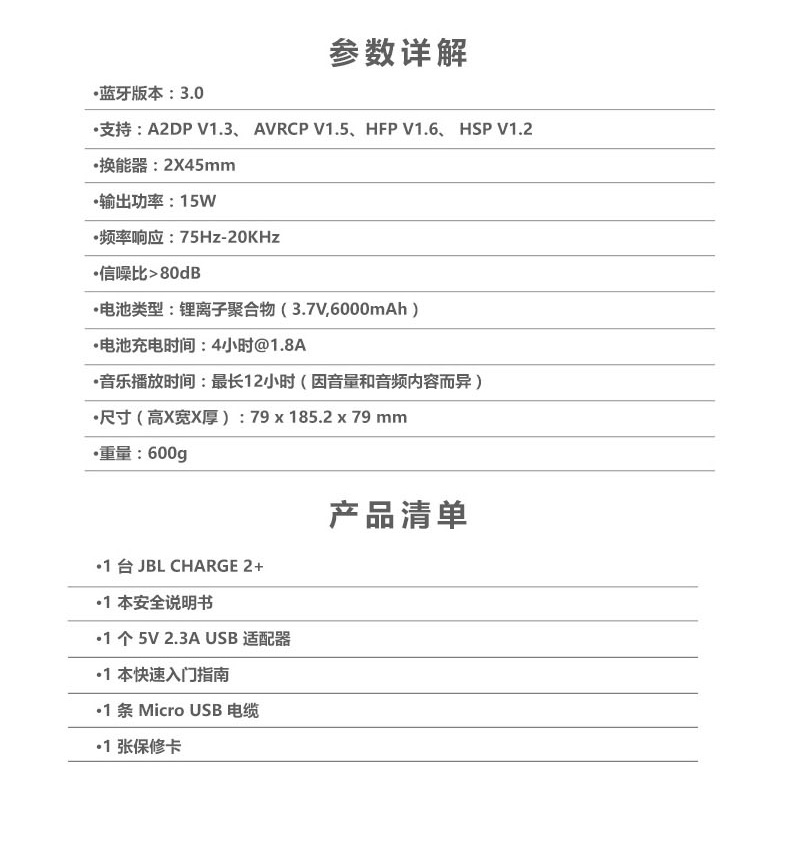 参数详解
•蓝牙版本：3.0
•支持：A2DP V1.3、 AVRCP V1.5、HFP V1.6、 HSP V1.2
•换能器：2X45mm
•输出功率：15W
•频率响应：75Hz-20KHz
•信噪比>80dB
•电池类型：锂离子聚合物（3.7V,6000mAh）
•电池充电时间：4小时@1.8A
•音乐播放时间：最长12小时（因音量和音频内容而异）
•尺寸（高X宽X厚）：79 x 185.2 x 79 mm
•重量：600g
产品清单
•1 台 JBL CHARGE 2+
•1 本安全说明书
•1 个 5V 2.3A USB 适配器
•1 本快速入门指南
•1 条 Micro USB 电缆
•1 张保修卡